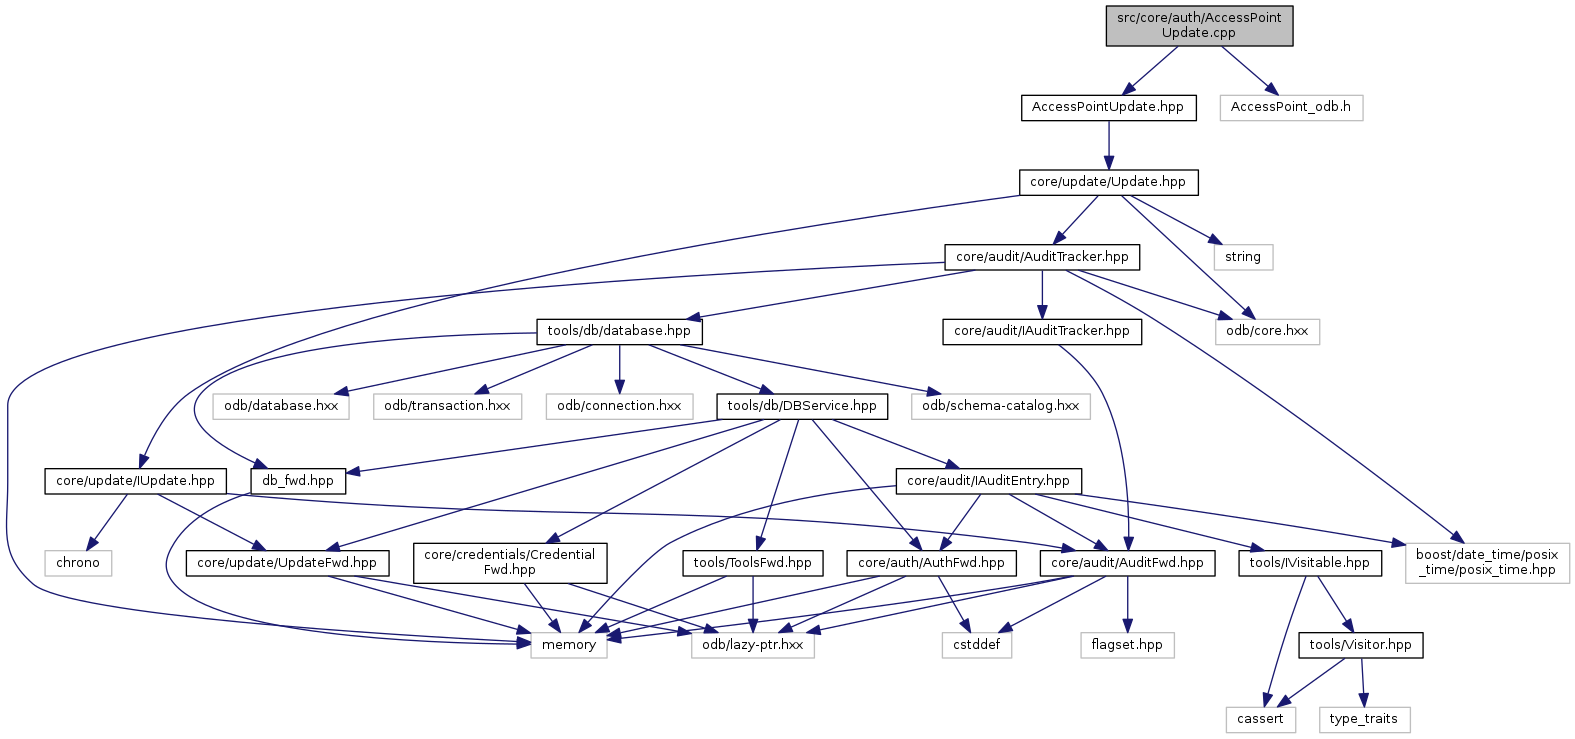 src/core/auth/AccessPoint
Update.cpp
AccessPointUpdate.hpp
AccessPoint_odb.h
core/update/Update.hpp
core/audit/AuditTracker.hpp
string
tools/db/database.hpp
core/audit/IAuditTracker.hpp
odb/core.hxx
odb/database.hxx
odb/transaction.hxx
odb/connection.hxx
tools/db/DBService.hpp
odb/schema-catalog.hxx
core/update/IUpdate.hpp
db_fwd.hpp
core/audit/IAuditEntry.hpp
chrono
core/update/UpdateFwd.hpp
core/credentials/Credential
Fwd.hpp
tools/ToolsFwd.hpp
core/auth/AuthFwd.hpp
core/audit/AuditFwd.hpp
tools/IVisitable.hpp
boost/date_time/posix
_time/posix_time.hpp
memory
odb/lazy-ptr.hxx
cstddef
flagset.hpp
tools/Visitor.hpp
cassert
type_traits